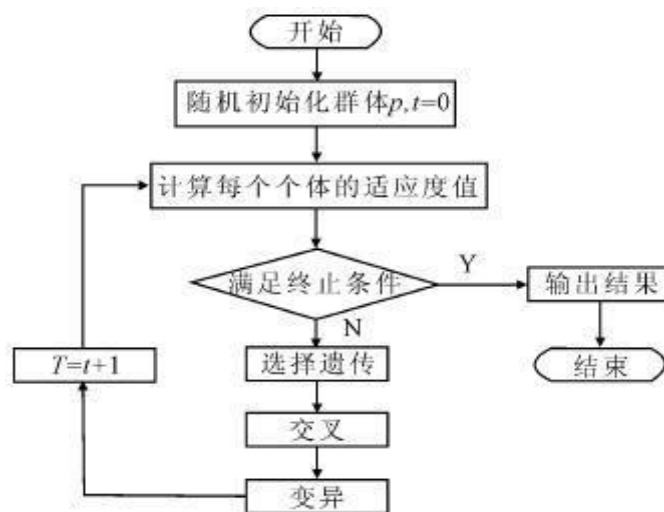 开始
随机初始化群体p,t=0
计算每个个体的适应度值
满足终止条件
Y
输出结果
N
T=t+1
选择遗传
结束
交叉
变异